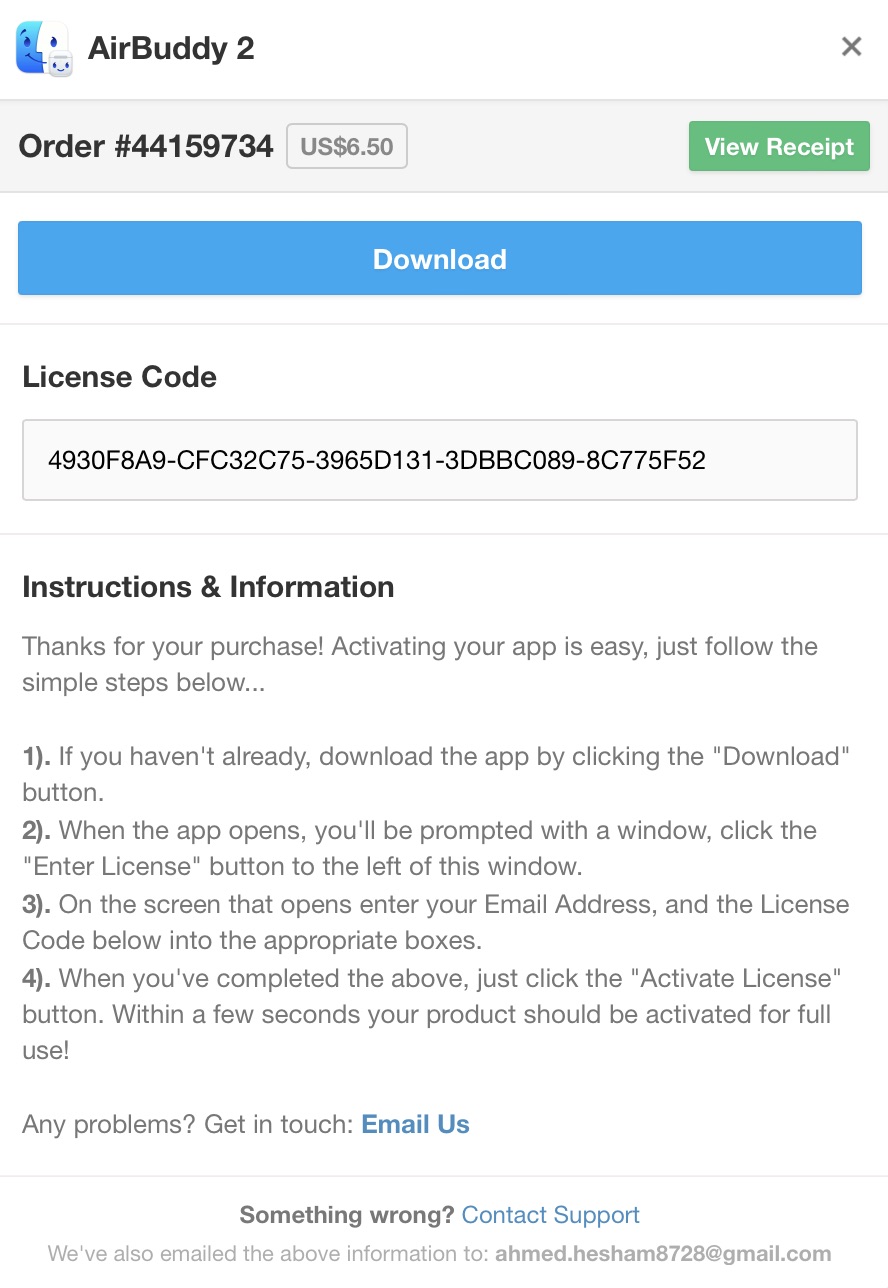 AirBuddy 2
Order #44159734 US$6.50 View Receipt
Download
License Code
4930F8A9-CFC32C75-3965D131-3DBBC089-8C775F52
Instructions & Information
Thanks for your purchase! Activating your app is easy, just follow the
simple steps below...
1). If you haven't already, download the app by clicking the "Download"
button.
2). When the app opens, you'll be prompted with a window, click the
"Enter License" button to the left of this window.
3). On the screen that opens enter your Email Address, and the License
Code below into the appropriate boxes.
4). When you've completed the above, just click the "Activate License"
button. Within a few seconds your product should be activated for full
use!
Any problems? Get in touch: Email Us
Something wrong? Contact Support
We've also emailed the above information to: ahmed.hesham8728@gmail.com